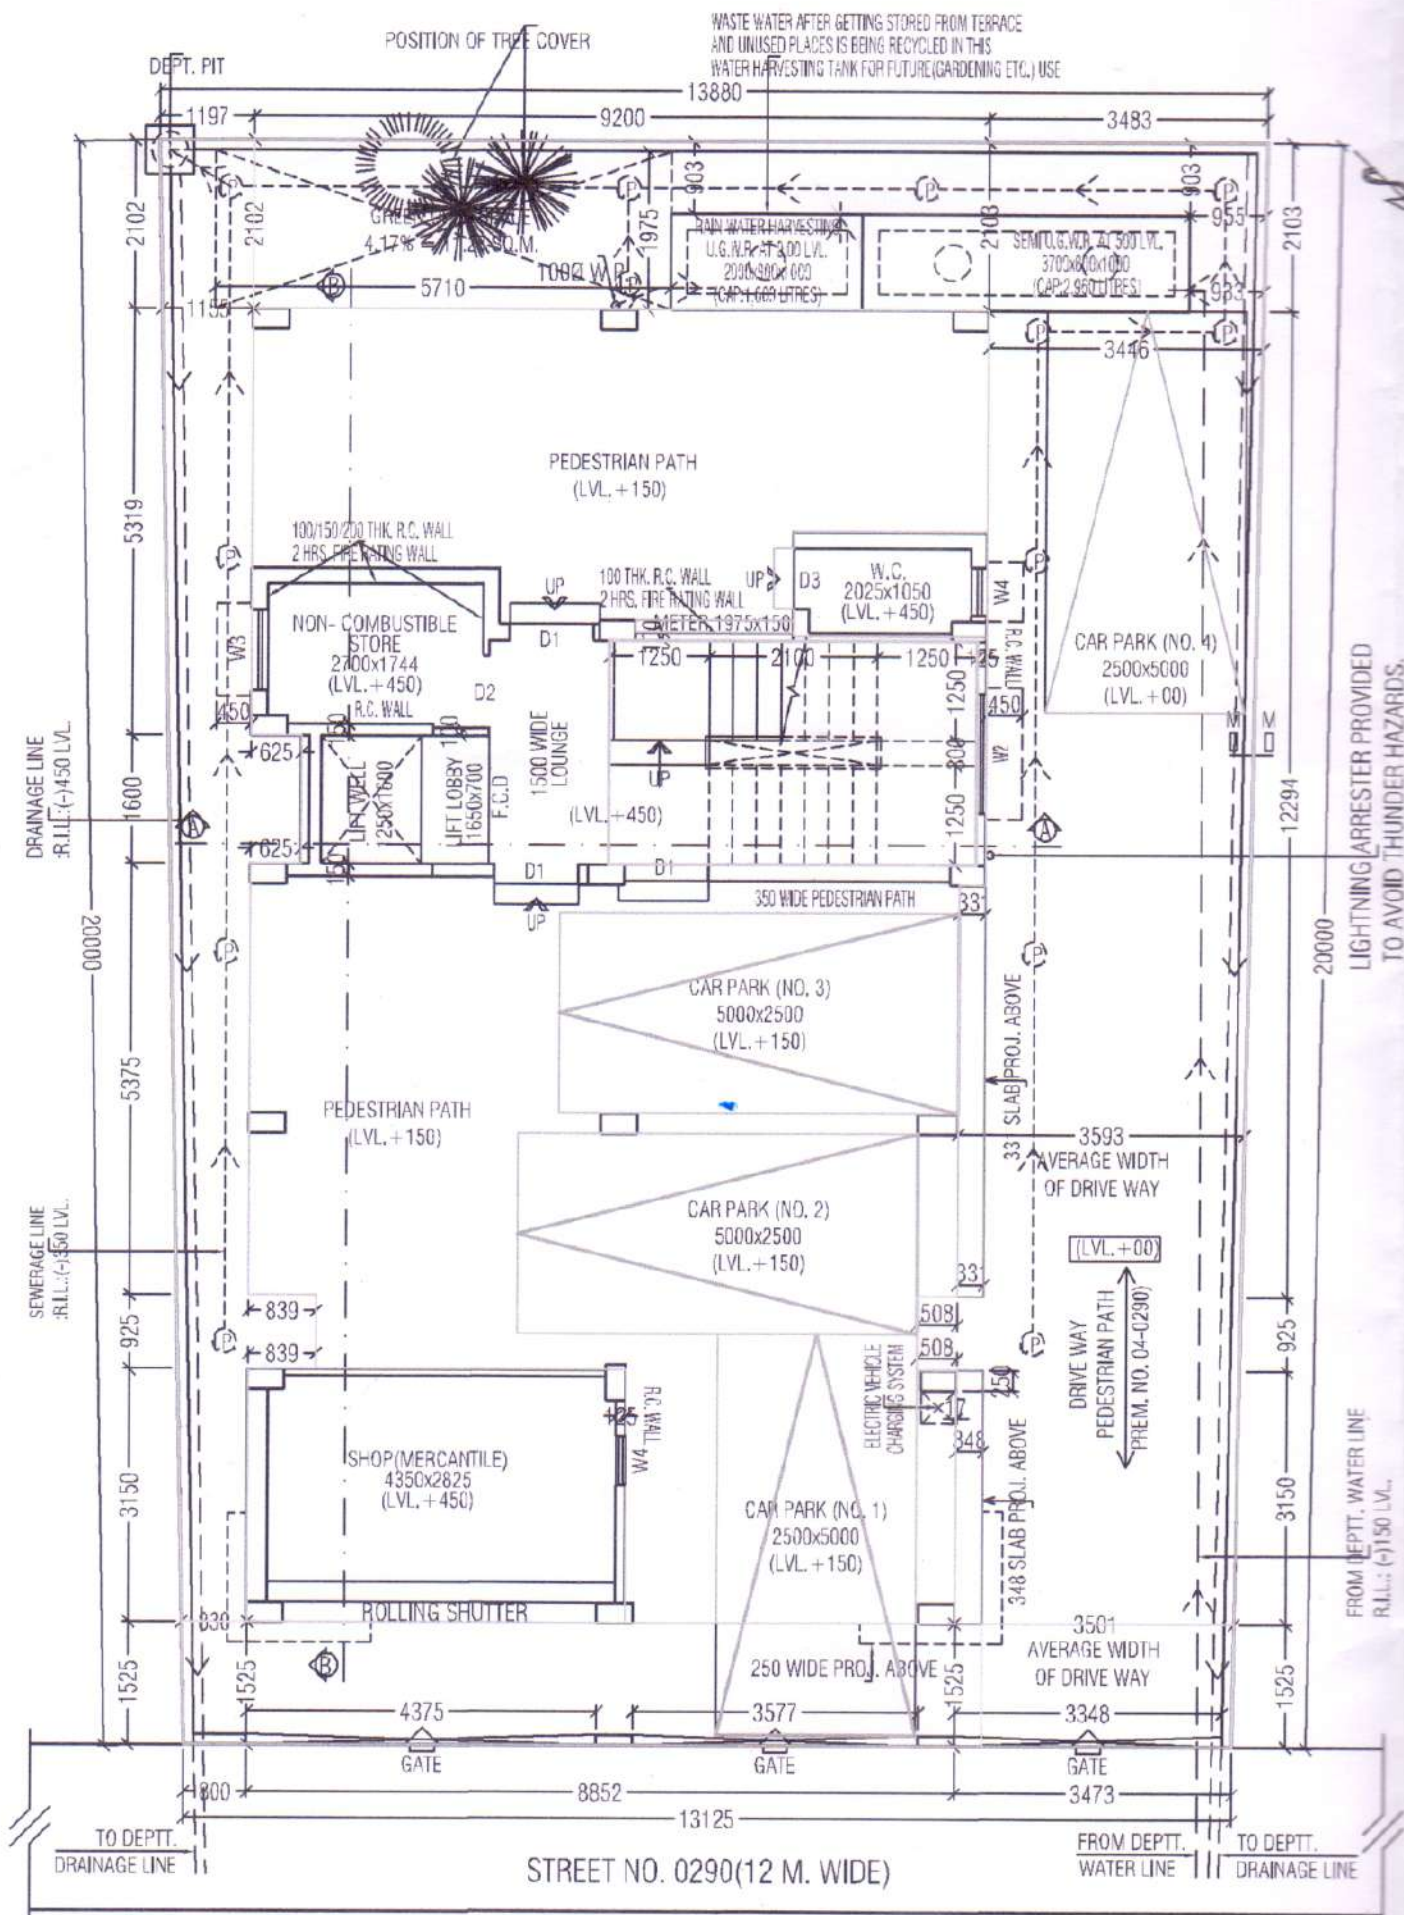 POSITION OF TREE COVER
WASTE WATER AFTER GETTING STORED FROM TERRACE
AND UNUSED PLACES IS BEING RECYCLED IN THIS
WATER HARVESTING TANK FOR FUTURE(GARDENING ETC.) USE
DEPT. PIT
13880
1197
9200
3483
2102
2102
1975
903
2103
903
955
2103
4.17%
SQ.M.
RAIN WATER HARVESTING
U.G.W.R. AT
(CAP:1,600 LITRES)
SEMI U.G.W.R. AT 500 LVL.
3700x800x1000
(CAP:2,960 LITRES)
5710
B
P
1155
3446
PEDESTRIAN PATH
(LVL.+150)
5319
100/150/200 THK. R.C. WALL
2 HRS. FIRE RATING WALL
UP
100 THK. R.C. WALL
2 HRS. FIRE RATING WALL
METER 1975x150
UP
D3
W.C.
2025x1050
(LVL.+450)
W4
R.C. WALL
NON- COMBUSTIBLE
STORE
2700x1744
(LVL.+450)
R.C. WALL
W3
D1
D2
1250
2100
1250
125
CAR PARK (NO. 4)
2500x5000
(LVL.+00)
M
M
450
450
625
625
1250
800
1250
W2
LIFT WELL
1250x1600
LIFT LOBBY
1650x700
F.C.D
1500 WIDE
LOUNGE
(LVL.+450)
UP
150
D1
D1
UP
DRAINAGE LINE
:R.I.L.:(-)450 LVL.
1600
A
A
12294
LIGHTNING ARRESTER PROVIDED
TO AVOID THUNDER HAZARDS.
20000
20000
350 WIDE PEDESTRIAN PATH
331
CAR PARK (NO. 3)
5000x2500
(LVL.+150)
331 SLAB PROJ. ABOVE
5375
PEDESTRIAN PATH
(LVL.+150)
3593
AVERAGE WIDTH
OF DRIVE WAY
CAR PARK (NO. 2)
5000x2500
(LVL.+150)
331
(LVL.+00)
SEWERAGE LINE
:R.I.L.:(-)350 LVL.
839
839
508
508
925
925
DRIVE WAY
PEDESTRIAN PATH
PREM. NO. 04-0290)
ELECTRIC VEHICLE
CHARGING SYSTEM
250
348
R.C. WALL
125
W4
SHOP(MERCANTILE)
4350x2825
(LVL.+450)
CAR PARK (NO. 1)
2500x5000
(LVL.+150)
348 SLAB PROJ. ABOVE
3150
3150
FROM DEPTT. WATER LINE
R.I.L.: (-)150 LVL.
ROLLING SHUTTER
3501
AVERAGE WIDTH
OF DRIVE WAY
250 WIDE PROJ. ABOVE
B
1525
1525
1525
1525
4375
3577
3348
GATE
GATE
GATE
800
8852
3473
13125
TO DEPTT.
DRAINAGE LINE
FROM DEPTT.
WATER LINE
TO DEPTT.
DRAINAGE LINE
STREET NO. 0290(12 M. WIDE)